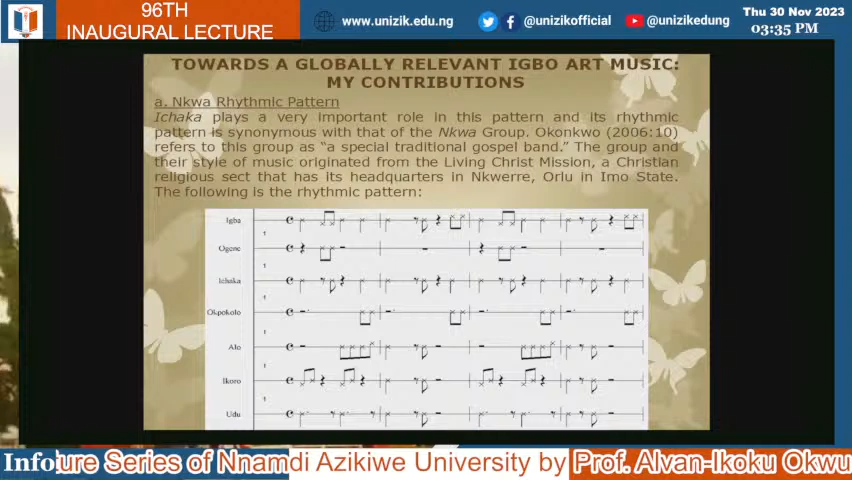 96TH
INAUGURAL LECTURE
www.unizik.edu.ng
@unizikofficial
@unizikedung
Thu 30 Nov 2023
03:35 PM
TOWARDS A GLOBALLY RELEVANT IGBO ART MUSIC:
MY CONTRIBUTIONS
a. Nkwa Rhythmic Pattern
Ichaka plays a very important role in this pattern and its rhythmic
pattern is synonymous with that of the Nkwa Group. Okonkwo (2006:10)
refers to this group as “a special traditional gospel band.” The group and
their style of music originated from the Living Christ Mission, a Christian
religious sect that has its headquarters in Nkwerre, Orlu in Imo State.
The following is the rhythmic pattern:
Igba
Ogene
Ichaka
Okpokolo
Alo
Ikoro
Udu
Info
ture Series of Nnamdi Azikiwe University by Prof. Alvan-Ikoku Okwu